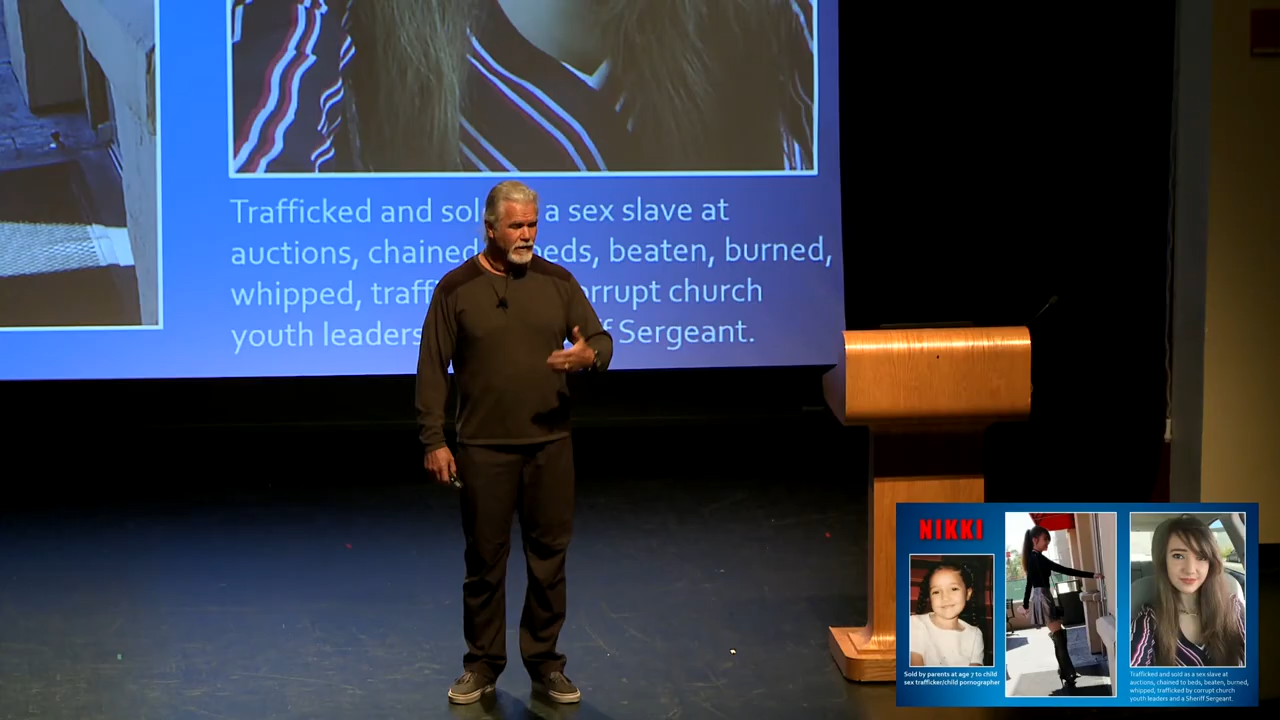 Trafficked and sol a sex slave at
auctions, chained beds, beaten, burned,
whipped, traff orrupt church
youth leaders ff Sergeant.
NIKKI
Sold by parents at age 7 to child
sex trafficker/child pornographer
Trafficked and sold as a sex slave at
auctions, chained to beds, beaten, burned,
whipped, trafficked by corrupt church
youth leaders and a Sheriff Sergeant.